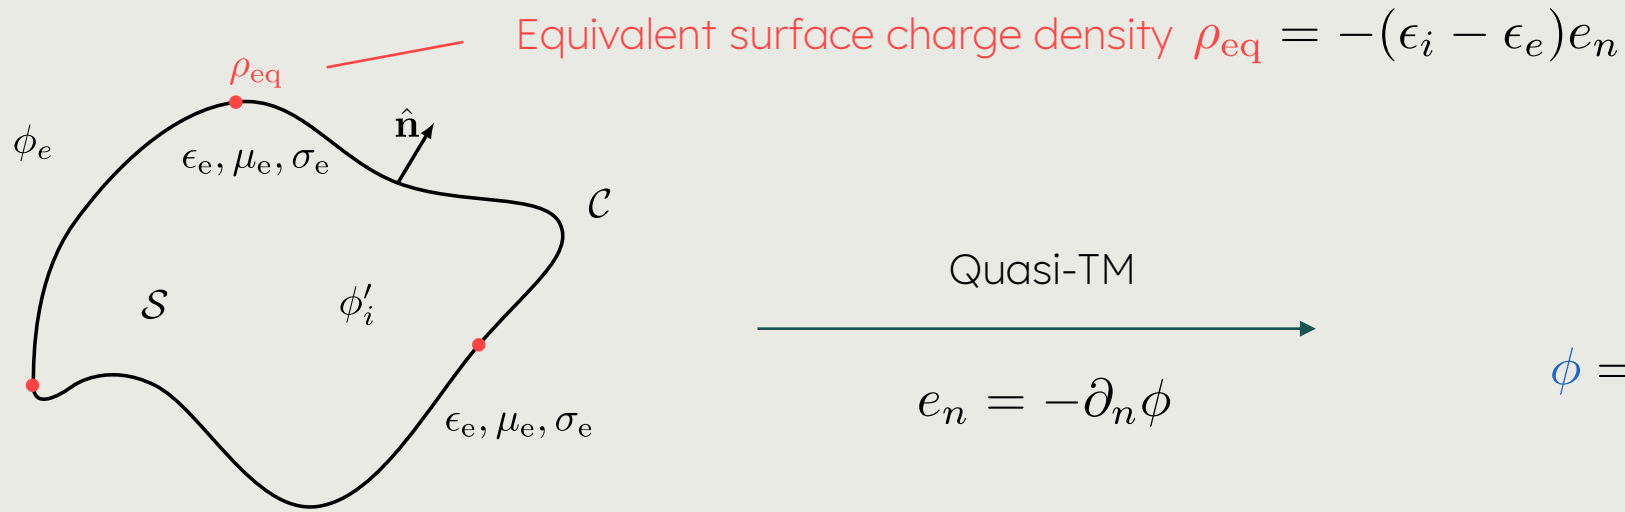 Equivalent surface charge density ρ_eq = −(ϵ_i − ϵ_e)e_n
ρ_eq
n̂
ϕ_e
ϵ_e, μ_e, σ_e
𝒞
Quasi-TM
𝒮
ϕ′_i
ϕ =
e_n = −∂_nϕ
ϵ_e, μ_e, σ_e